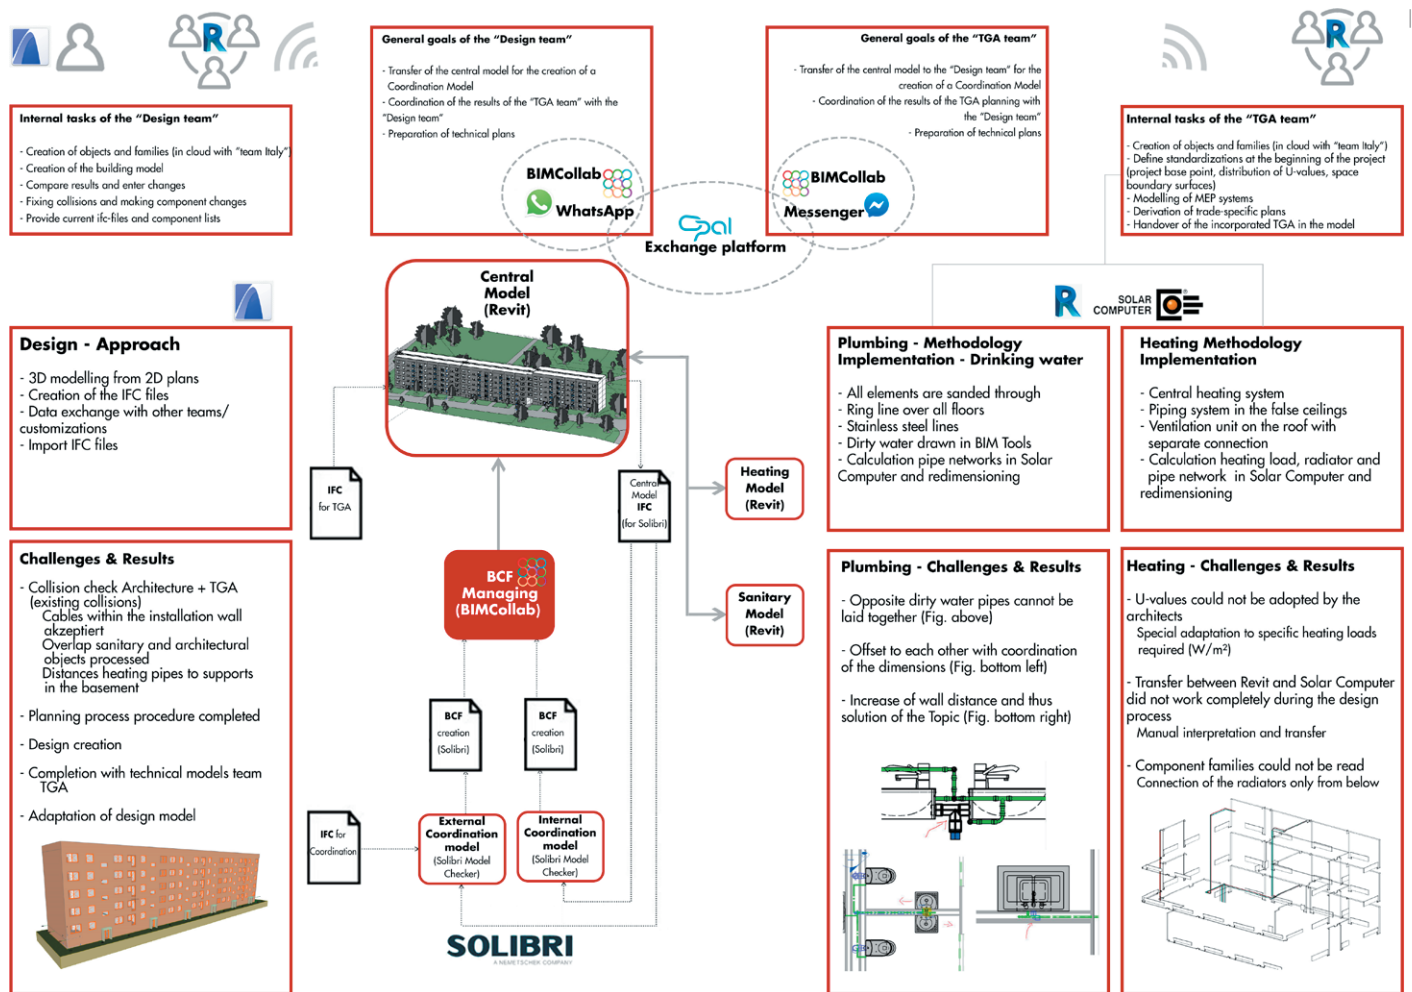 General goals of the “Design team”
- Transfer of the central model for the creation of a
Coordination Model
- Coordination of the results of the “TGA team” with the
“Design team”
- Preparation of technical plans
BIMCollab
WhatsApp
General goals of the “TGA team”
- Transfer of the central model to the “Design team” for the
creation of a Coordination Model
- Coordination of the results of the TGA planning with
the “Design team”
- Preparation of technical plans
BIMCollab
Messenger
Opal
Exchange platform
R
R
Internal tasks of the “Design team”
- Creation of objects and families (in cloud with “team Italy”)
- Creation of the building model
- Compare results and enter changes
- Fixing collisions and making component changes
- Provide current ifc-files and component lists
Internal tasks of the “TGA team”
- Creation of objects and families (in cloud with “team Italy”)
- Define standardizations at the beginning of the project
(project base point, distribution of U-values, space
boundary surfaces)
- Modelling of MEP systems
- Derivation of trade-specific plans
- Handover of the incorporated TGA in the model
Design - Approach
- 3D modelling from 2D plans
- Creation of the IFC files
- Data exchange with other teams/
customizations
- Import IFC files
Challenges & Results
- Collision check Architecture + TGA
(existing collisions)
Cables within the installation wall
akzeptiert
Overlap sanitary and architectural
objects processed
Distances heating pipes to supports
in the basement
- Planning process procedure completed
- Design creation
- Completion with technical models team
TGA
- Adaptation of design model
Central
Model
(Revit)
IFC
for TGA
Central
Model
IFC
(for Solibri)
Heating
Model
(Revit)
BCF
Managing
(BIMCollab)
Sanitary
Model
(Revit)
BCF
creation
(Solibri)
BCF
creation
(Solibri)
IFC for
Coordination
External
Coordination
model
(Solibri Model
Checker)
Internal
Coordination
model
(Solibri Model
Checker)
SOLIBRI
A NEMETSCHEK COMPANY
R
SOLAR
COMPUTER
Plumbing - Methodology
Implementation - Drinking water
- All elements are sanded through
- Ring line over all floors
- Stainless steel lines
- Dirty water drawn in BIM Tools
- Calculation pipe networks in Solar
Computer and redimensioning
Heating Methodology
Implementation
- Central heating system
- Piping system in the false ceilings
- Ventilation unit on the roof with
separate connection
- Calculation heating load, radiator and
pipe network in Solar Computer and
redimensioning
Plumbing - Challenges & Results
- Opposite dirty water pipes cannot be
laid together (Fig. above)
- Offset to each other with coordination
of the dimensions (Fig. bottom left)
- Increase of wall distance and thus
solution of the Topic (Fig. bottom right)
Heating - Challenges & Results
- U-values could not be adopted by the
architects
Special adaptation to specific heating loads
required (W/m²)
- Transfer between Revit and Solar Computer
did not work completely during the design
process
Manual interpretation and transfer
- Component families could not be read
Connection of the radiators only from below